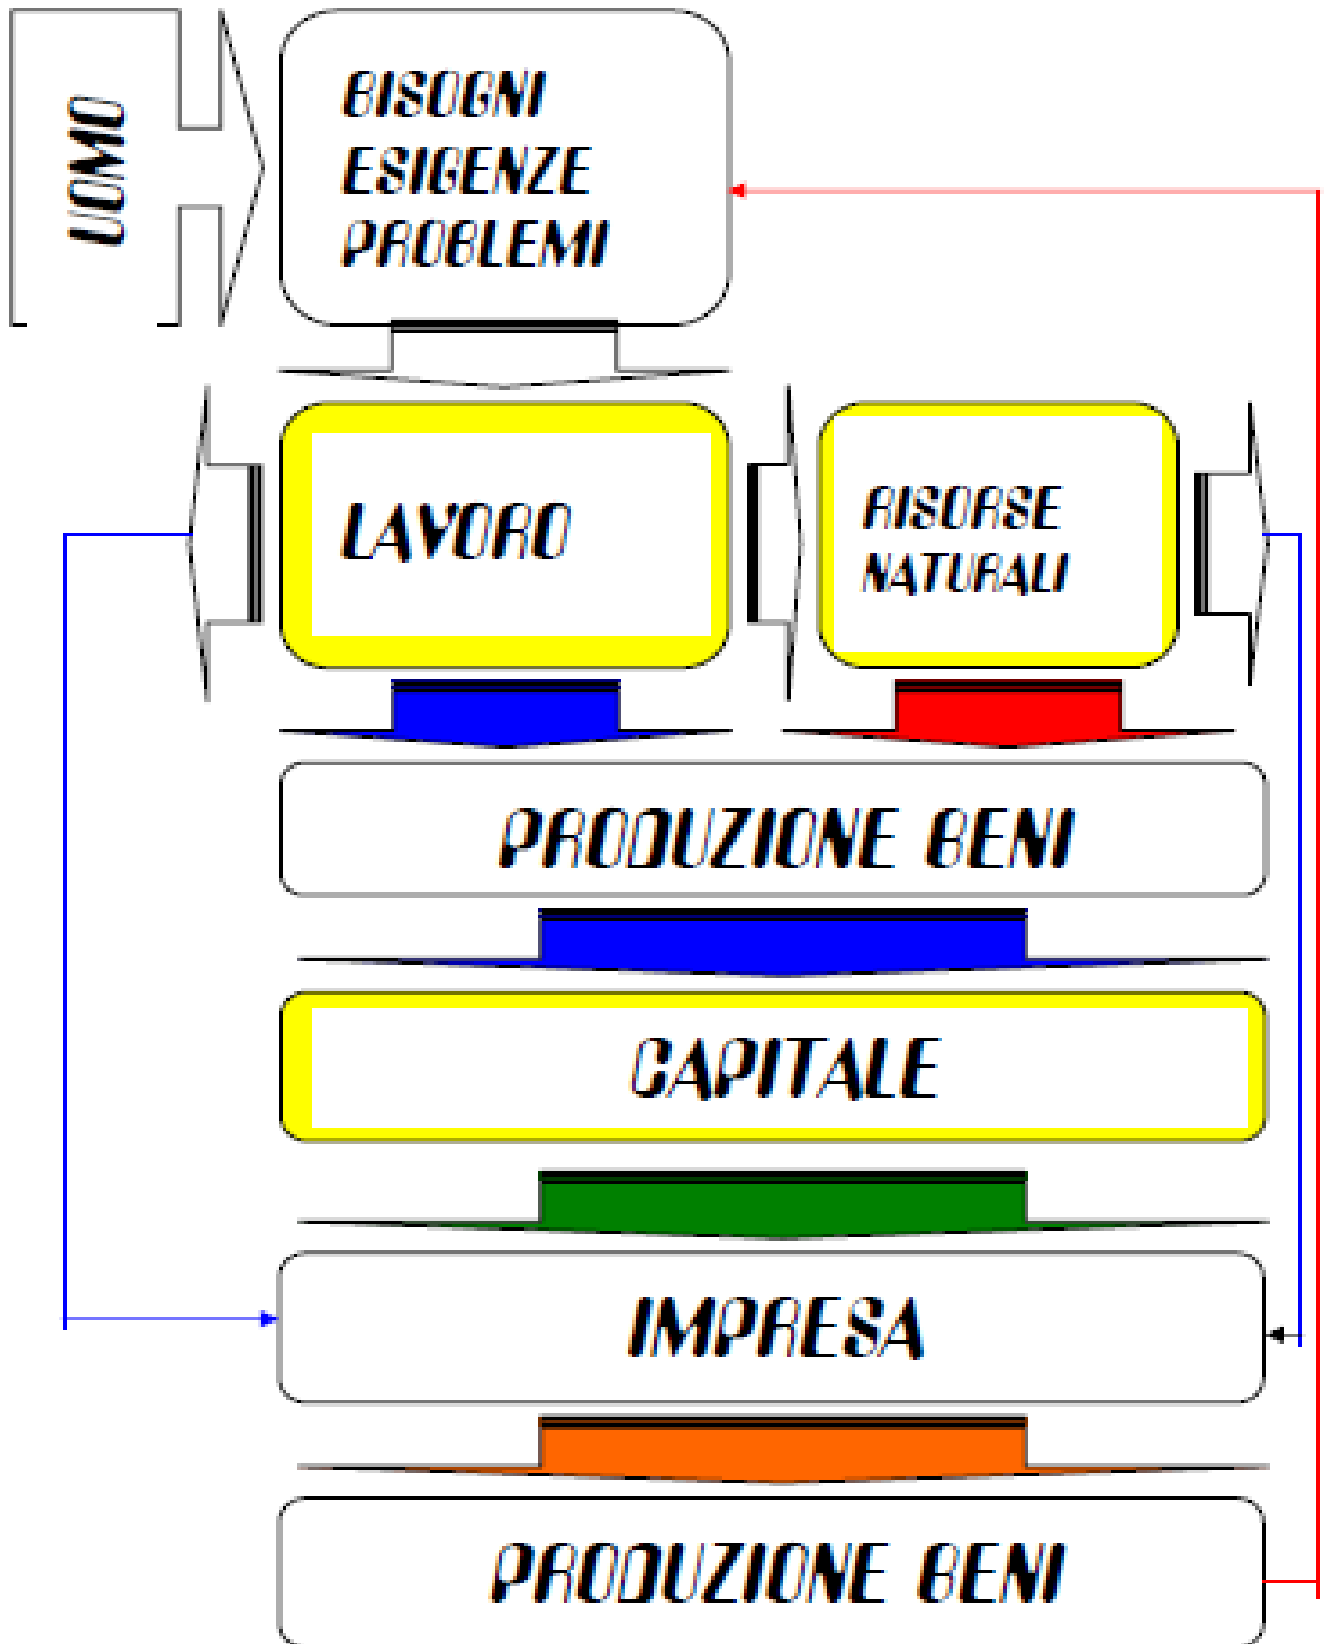 UOMO
BISOGNI
ESIGENZE
PROBLEMI
LAVORO
RISORSE
NATURALI
PRODUZIONE BENI
CAPITALE
IMPRESA
PRODUZIONE BENI